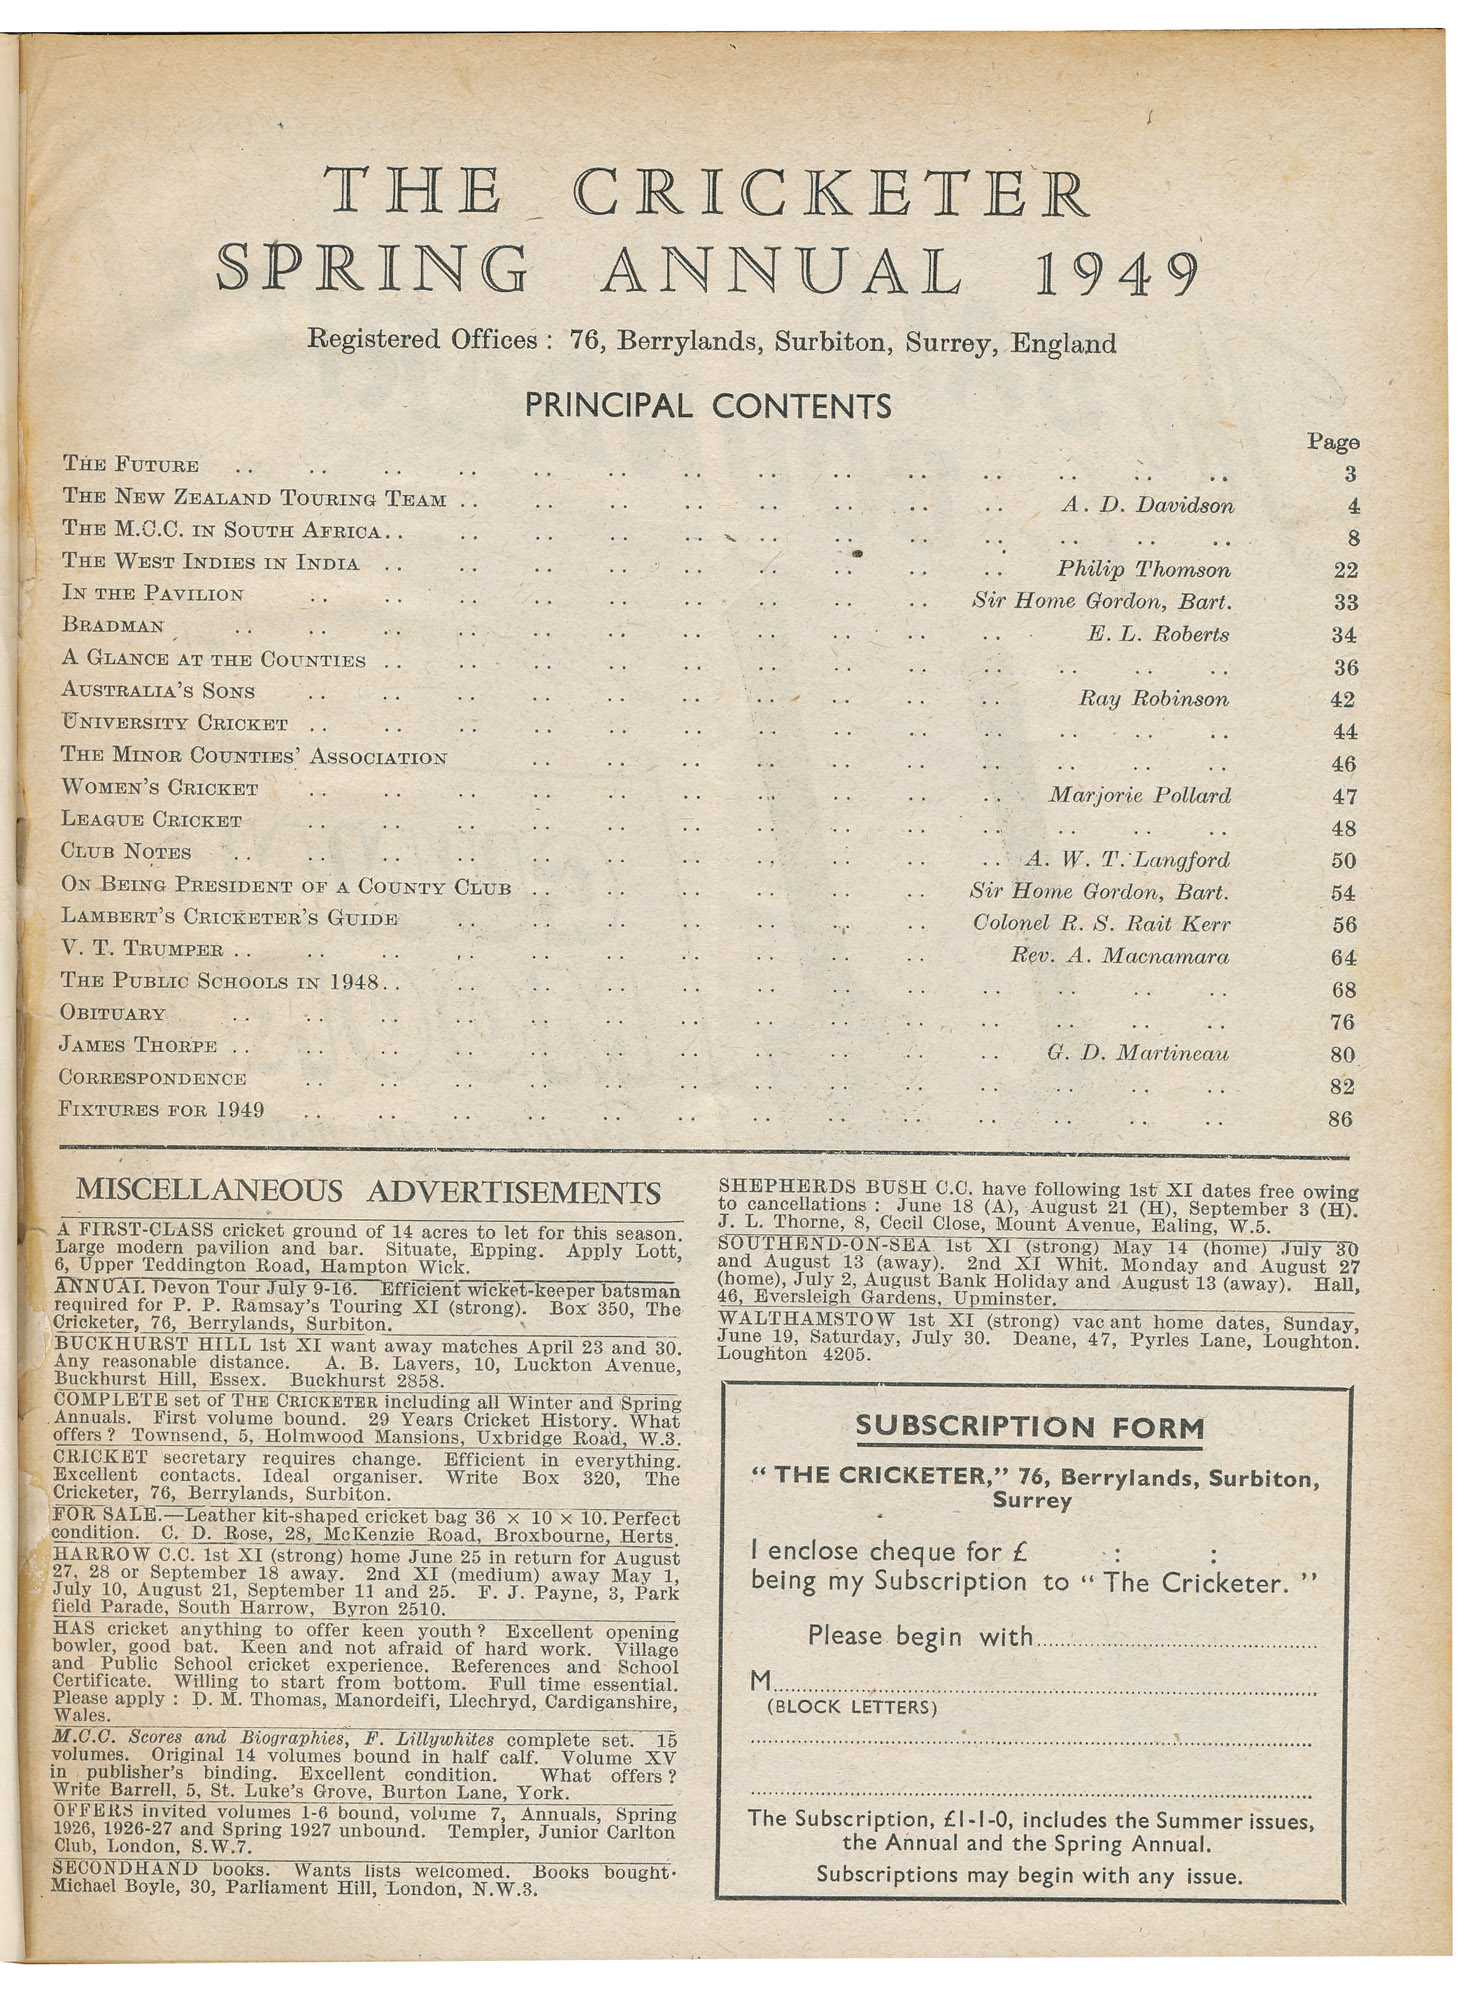 THE CRICKETER
SPRING ANNUAL 1949
Registered Offices : 76, Berrylands, Surbiton, Surrey, England
PRINCIPAL CONTENTS
Page
THE FUTURE .. .. .. .. .. .. .. .. .. .. .. .. .. .. 3
THE NEW ZEALAND TOURING TEAM .. .. .. .. .. .. .. .. A. D. Davidson 4
THE M.C.C. IN SOUTH AFRICA .. .. .. .. .. .. .. .. .. .. .. .. 8
THE WEST INDIES IN INDIA .. .. .. .. .. .. .. .. .. Philip Thomson 22
IN THE PAVILION .. .. .. .. .. .. .. .. .. Sir Home Gordon, Bart. 33
BRADMAN .. .. .. .. .. .. .. .. .. .. .. E. L. Roberts 34
A GLANCE AT THE COUNTIES .. .. .. .. .. .. .. .. .. .. .. .. 36
AUSTRALIA'S SONS .. .. .. .. .. .. .. .. .. .. Ray Robinson 42
UNIVERSITY CRICKET .. .. .. .. .. .. .. .. .. .. .. .. .. 44
THE MINOR COUNTIES' ASSOCIATION .. .. .. .. .. .. .. .. .. .. 46
WOMEN'S CRICKET .. .. .. .. .. .. .. .. .. .. Marjorie Pollard 47
LEAGUE CRICKET .. .. .. .. .. .. .. .. .. .. .. .. .. 48
CLUB NOTES .. .. .. .. .. .. .. .. .. .. .. A. W. T. Langford 50
ON BEING PRESIDENT OF A COUNTY CLUB .. .. .. .. .. .. Sir Home Gordon, Bart. 54
LAMBERT'S CRICKETER'S GUIDE .. .. .. .. .. .. .. Colonel R. S. Rait Kerr 56
V. T. TRUMPER .. .. .. .. .. .. .. .. .. .. Rev. A. Macnamara 64
THE PUBLIC SCHOOLS IN 1948 .. .. .. .. .. .. .. .. .. .. .. .. 68
OBITUARY .. .. .. .. .. .. .. .. .. .. .. .. .. .. 76
JAMES THORPE .. .. .. .. .. .. .. .. .. .. .. G. D. Martineau 80
CORRESPONDENCE .. .. .. .. .. .. .. .. .. .. .. .. .. 82
FIXTURES FOR 1949 .. .. .. .. .. .. .. .. .. .. .. .. .. 86
MISCELLANEOUS ADVERTISEMENTS
A FIRST-CLASS cricket ground of 14 acres to let for this season.
Large modern pavilion and bar. Situate, Epping. Apply Lott,
6, Upper Teddington Road, Hampton Wick.
ANNUAL Devon Tour July 9-16. Efficient wicket-keeper batsman
required for P. P. Ramsay's Touring XI (strong). Box 350, The
Cricketer, 76, Berrylands, Surbiton.
BUCKHURST HILL 1st XI want away matches April 23 and 30.
Any reasonable distance. A. B. Lavers, 10, Luckton Avenue,
Buckhurst Hill, Essex. Buckhurst 2858.
COMPLETE set of THE CRICKETER including all Winter and Spring
Annuals. First volume bound. 29 Years Cricket History. What
offers ? Townsend, 5, Holmwood Mansions, Uxbridge Road, W.3.
CRICKET secretary requires change. Efficient in everything.
Excellent contacts. Ideal organiser. Write Box 320, The
Cricketer, 76, Berrylands, Surbiton.
FOR SALE.—Leather kit-shaped cricket bag 36 × 10 × 10. Perfect
condition. C. D. Rose, 28, McKenzie Road, Broxbourne, Herts.
HARROW C.C. 1st XI (strong) home June 25 in return for August
27, 28 or September 18 away. 2nd XI (medium) away May 1,
July 10, August 21, September 11 and 25. F. J. Payne, 3, Park
field Parade, South Harrow, Byron 2510.
HAS cricket anything to offer keen youth ? Excellent opening
bowler, good bat. Keen and not afraid of hard work. Village
and Public School cricket experience. References and School
Certificate. Willing to start from bottom. Full time essential.
Please apply : D. M. Thomas, Manordeifi, Llechryd, Cardiganshire,
Wales.
M.C.C. Scores and Biographies, F. Lillywhites complete set. 15
volumes. Original 14 volumes bound in half calf. Volume XV
in publisher's binding. Excellent condition. What offers ?
Write Barrell, 5, St. Luke's Grove, Burton Lane, York.
OFFERS invited volumes 1-6 bound, volume 7, Annuals, Spring
1926, 1926-27 and Spring 1927 unbound. Templer, Junior Carlton
Club, London, S.W.7.
SECONDHAND books. Wants lists welcomed. Books bought.
Michael Boyle, 30, Parliament Hill, London, N.W.3.
SHEPHERDS BUSH C.C. have following 1st XI dates free owing
to cancellations : June 18 (A), August 21 (H), September 3 (H).
J. L. Thorne, 8, Cecil Close, Mount Avenue, Ealing, W.5.
SOUTHEND-ON-SEA 1st XI (strong) May 14 (home) July 30
and August 13 (away). 2nd XI Whit. Monday and August 27
(home), July 2, August Bank Holiday and August 13 (away). Hall,
46, Eversleigh Gardens, Upminster.
WALTHAMSTOW 1st XI (strong) vacant home dates, Sunday,
June 19, Saturday, July 30. Deane, 47, Pyrles Lane, Loughton.
Loughton 4205.
SUBSCRIPTION FORM
“ THE CRICKETER,” 76, Berrylands, Surbiton,
Surrey
I enclose cheque for £ : :
being my Subscription to “ The Cricketer. ”
Please begin with..............................
M..............................
(BLOCK LETTERS)
The Subscription, £1-1-0, includes the Summer issues,
the Annual and the Spring Annual.
Subscriptions may begin with any issue.